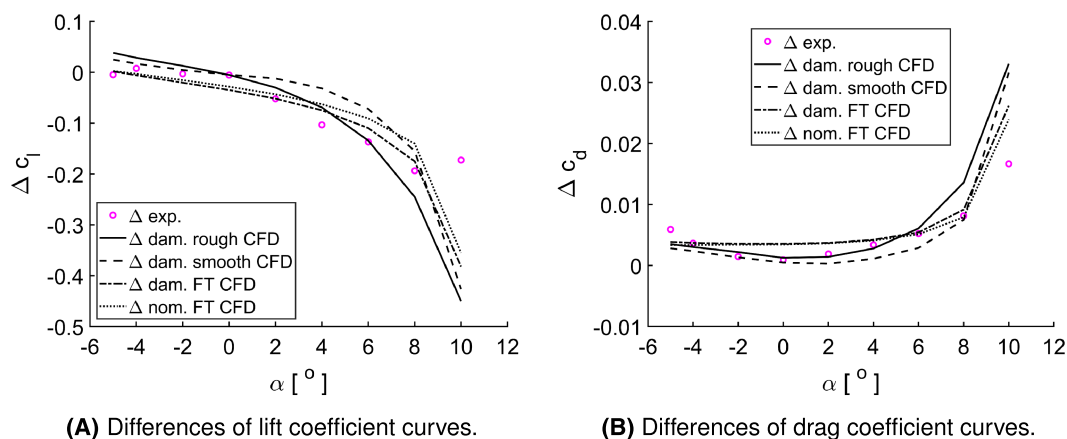 0.1
0
-0.1
-0.2
-0.3
-0.4
-0.5
Δ c_l
Δ exp.
Δ dam. rough CFD
Δ dam. smooth CFD
Δ dam. FT CFD
Δ nom. FT CFD
-6 -4 -2 0 2 4 6 8 10 12
α [ ° ]
(A) Differences of lift coefficient curves.
0.04
0.03
0.02
0.01
0
-0.01
Δ c_d
Δ exp.
Δ dam. rough CFD
Δ dam. smooth CFD
Δ dam. FT CFD
Δ nom. FT CFD
-6 -4 -2 0 2 4 6 8 10 12
α [ ° ]
(B) Differences of drag coefficient curves.